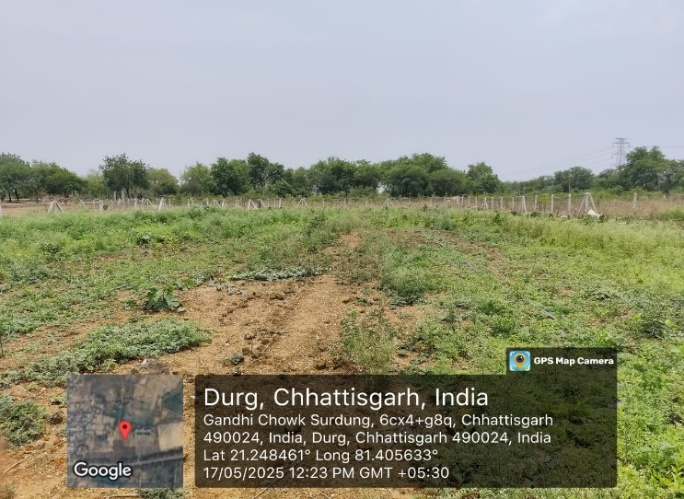 GPS Map Camera
Durg, Chhattisgarh, India
Gandhi Chowk Surdung, 6cx4+g8q, Chhattisgarh
490024, India, Durg, Chhattisgarh 490024, India
Lat 21.248461° Long 81.405633°
17/05/2025 12:23 PM GMT +05:30
Google